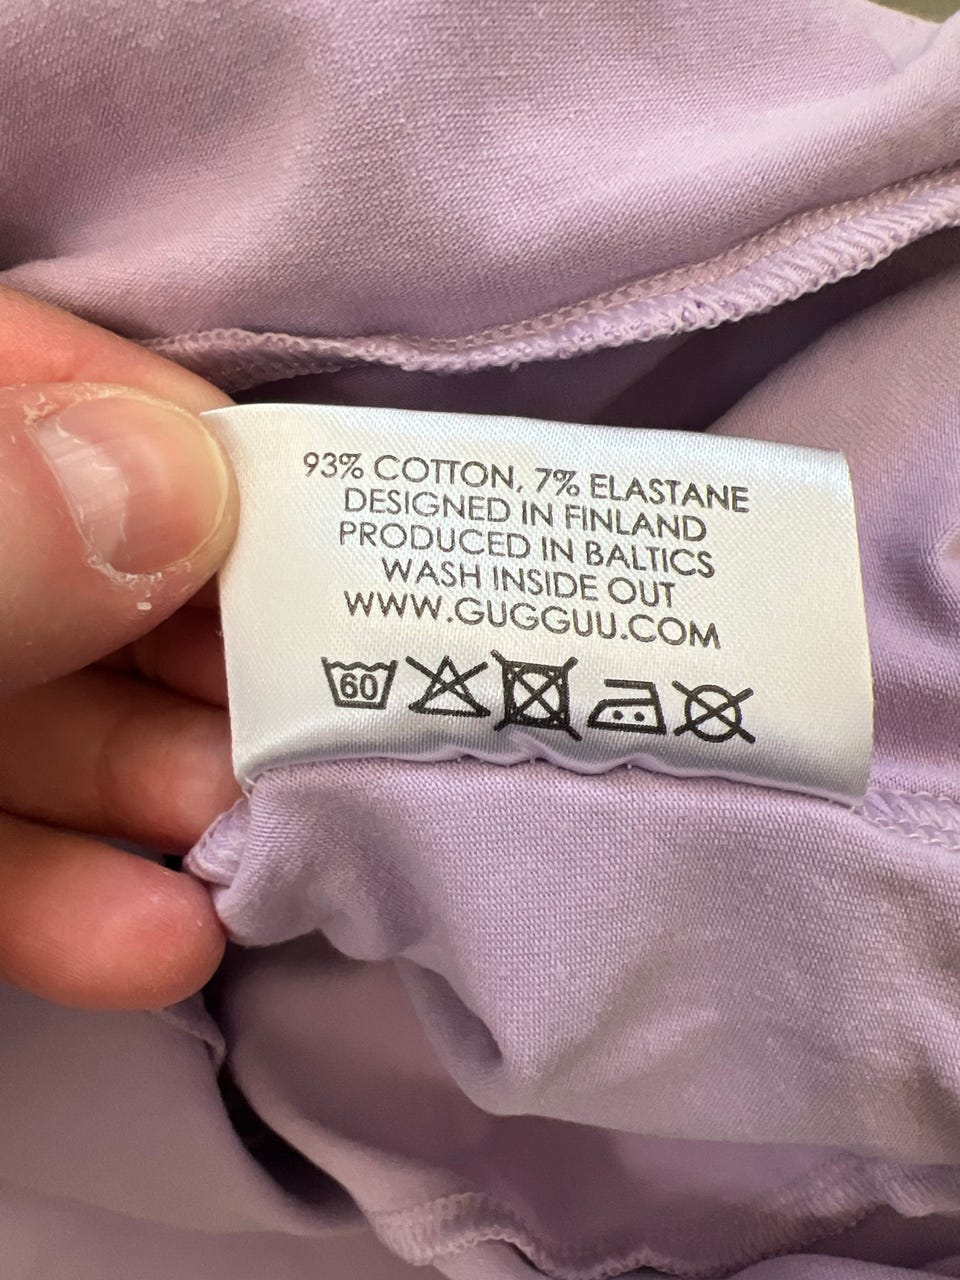 93% COTTON, 7% ELASTANE
DESIGNED IN FINLAND
PRODUCED IN BALTICS
WASH INSIDE OUT
WWW.GUGGUU.COM
60